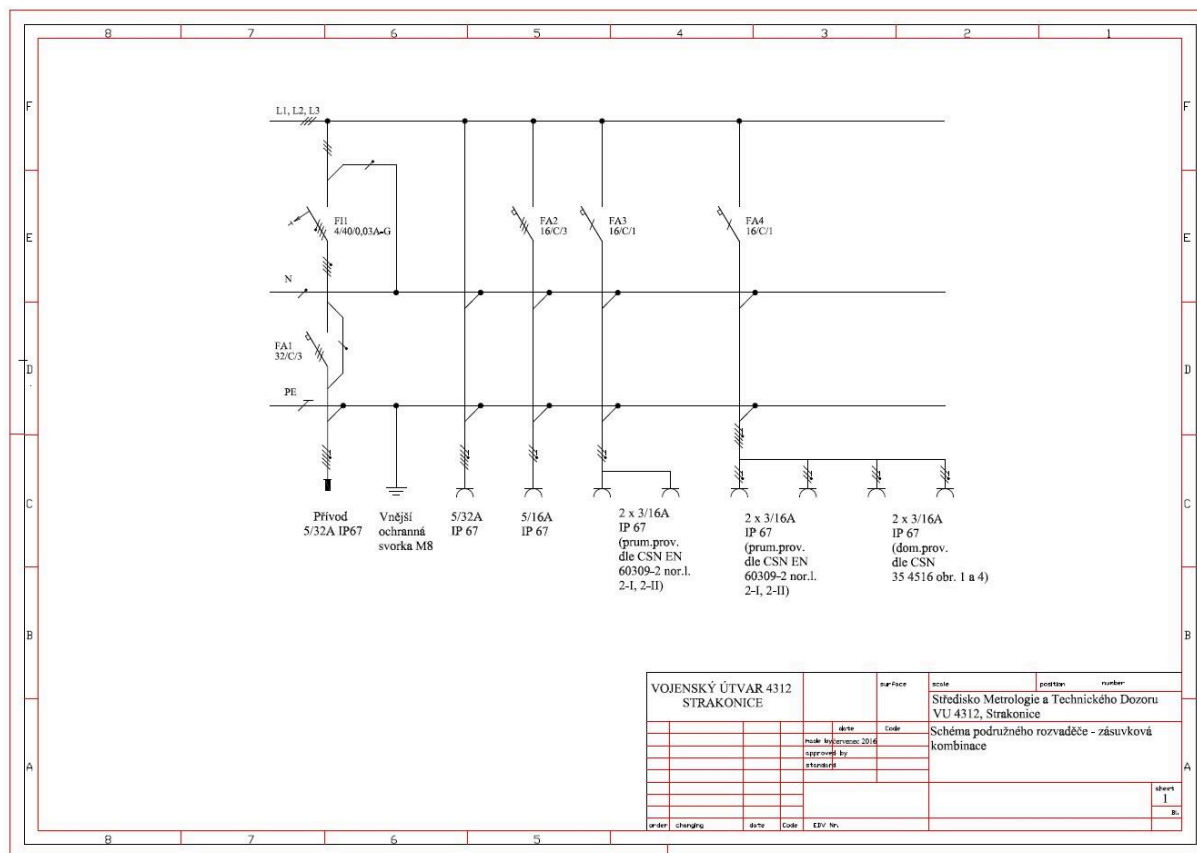 8 7 6 5 4 3 2 1
F F
E E
D D
C C
B B
A A
L1, L2, L3
FI1
4/40/0,03A-G
FA2
16/C/3
FA3
16/C/1
FA4
16/C/1
N
FA1
32/C/3
PE
Přívod
5/32A IP67
Vnější
ochranná
svorka M8
5/32A
IP 67
5/16A
IP 67
2 x 3/16A
IP 67
(prum.prov.
dle CSN EN
60309-2 nor.l.
2-I, 2-II)
2 x 3/16A
IP 67
(prum.prov.
dle CSN EN
60309-2 nor.l.
2-I, 2-II)
2 x 3/16A
IP 67
(dom.prov.
dle CSN
35 4516 obr. 1 a 4)
VOJENSKÝ ÚTVAR 4312
STRAKONICE
surface scale position number
Středisko Metrologie a Technického Dozoru
VU 4312, Strakonice
date Code
made by červenec 2016
approved by
standard
Schéma podružného rozvaděče - zásuvková
kombinace
sheet
1
BL.
order changing date Code EDV Nr.
8 7 6 5